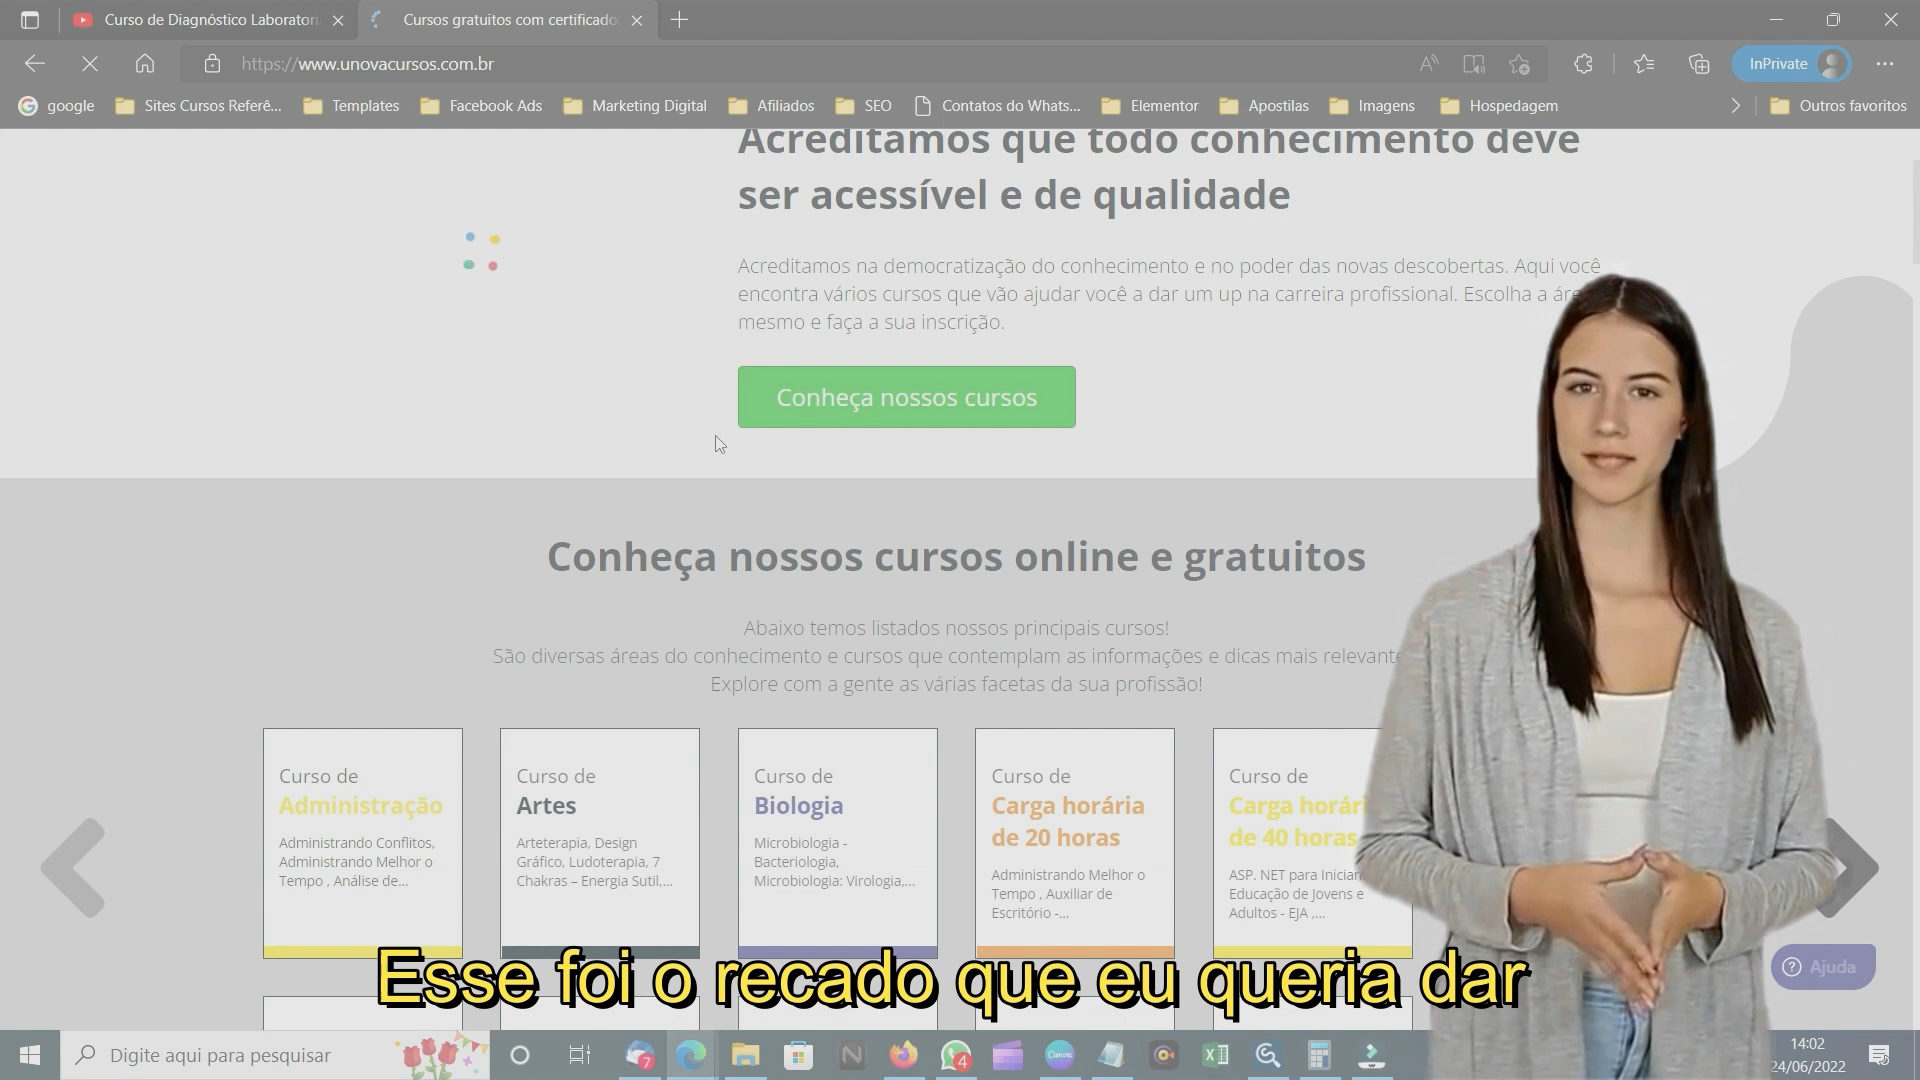 Curso de Diagnóstico Laboratori
Cursos gratuitos com certificado
https://www.unovacursos.com.br
InPrivate
google
Sites Cursos Referê...
Templates
Facebook Ads
Marketing Digital
Afiliados
SEO
Contatos do Whats...
Elementor
Apostilas
Imagens
Hospedagem
Outros favoritos
Acreditamos que todo conhecimento deve
ser acessível e de qualidade
Acreditamos na democratização do conhecimento e no poder das novas descobertas. Aqui você
encontra vários cursos que vão ajudar você a dar um up na carreira profissional. Escolha a áre
mesmo e faça a sua inscrição.
Conheça nossos cursos
Conheça nossos cursos online e gratuitos
Abaixo temos listados nossos principais cursos!
São diversas áreas do conhecimento e cursos que contemplam as informações e dicas mais relevante
Explore com a gente as várias facetas da sua profissão!
Curso de
Administração
Administrando Conflitos,
Administrando Melhor o
Tempo , Análise de...
Curso de
Artes
Arteterapia, Design
Gráfico, Ludoterapia, 7
Chakras – Energia Sutil,...
Curso de
Biologia
Microbiologia -
Bacteriologia,
Microbiologia: Virologia,...
Curso de
Carga horária
de 20 horas
Administrando Melhor o
Tempo , Auxiliar de
Escritório -...
Curso de
Carga horári
de 40 horas
ASP. NET para Inician
Educação de Jovens e
Adultos - EJA ,...
Esse foi o recado que eu queria dar
Ajuda
Digite aqui para pesquisar
7
4
Canva
14:02
24/06/2022